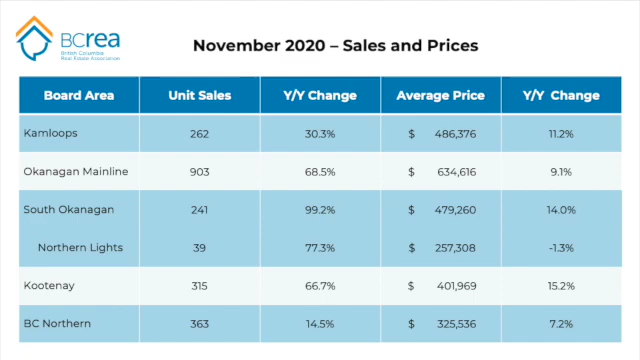 BCrea
British Columbia
Real Estate Association
November 2020 – Sales and Prices
Board Area Unit Sales Y/Y Change Average Price Y/Y Change
Kamloops 262 30.3% $ 486,376 11.2%
Okanagan Mainline 903 68.5% $ 634,616 9.1%
South Okanagan 241 99.2% $ 479,260 14.0%
Northern Lights 39 77.3% $ 257,308 -1.3%
Kootenay 315 66.7% $ 401,969 15.2%
BC Northern 363 14.5% $ 325,536 7.2%